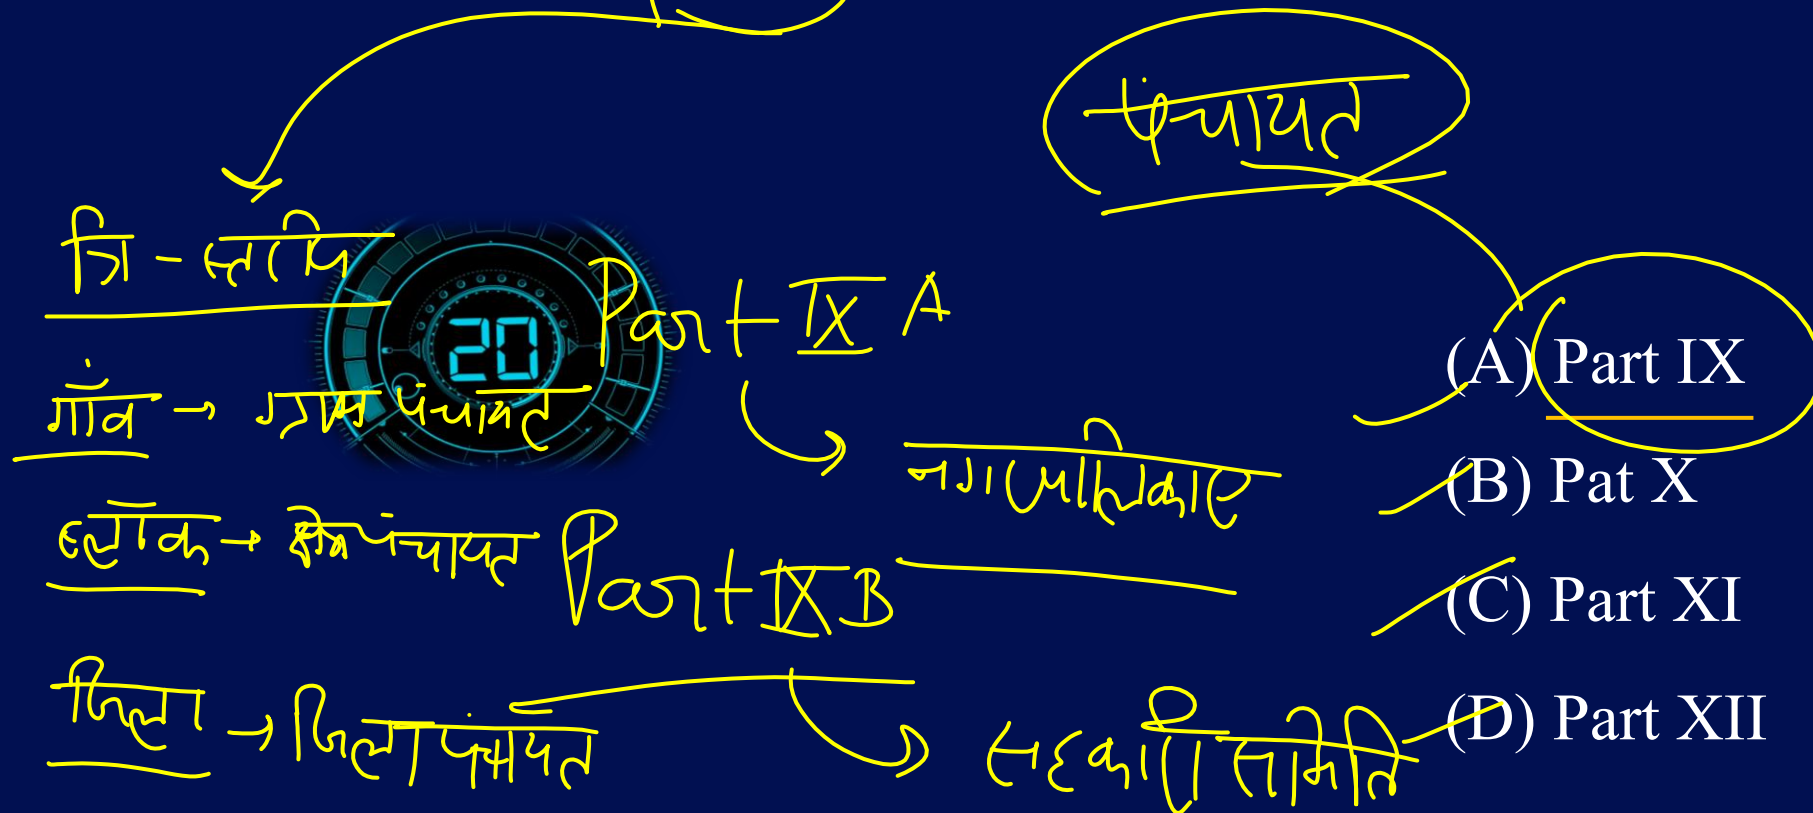 पंचायत
त्रि-स्तरीय
20
Part IX A
(A) Part IX
गाँव → ग्राम पंचायत
नगरपालिकाए
(B) Pat X
ब्लॉक → क्षेत्र पंचायत
Part IX B
(C) Part XI
जिला → जिला पंचायत
सहकारी समिति
(D) Part XII